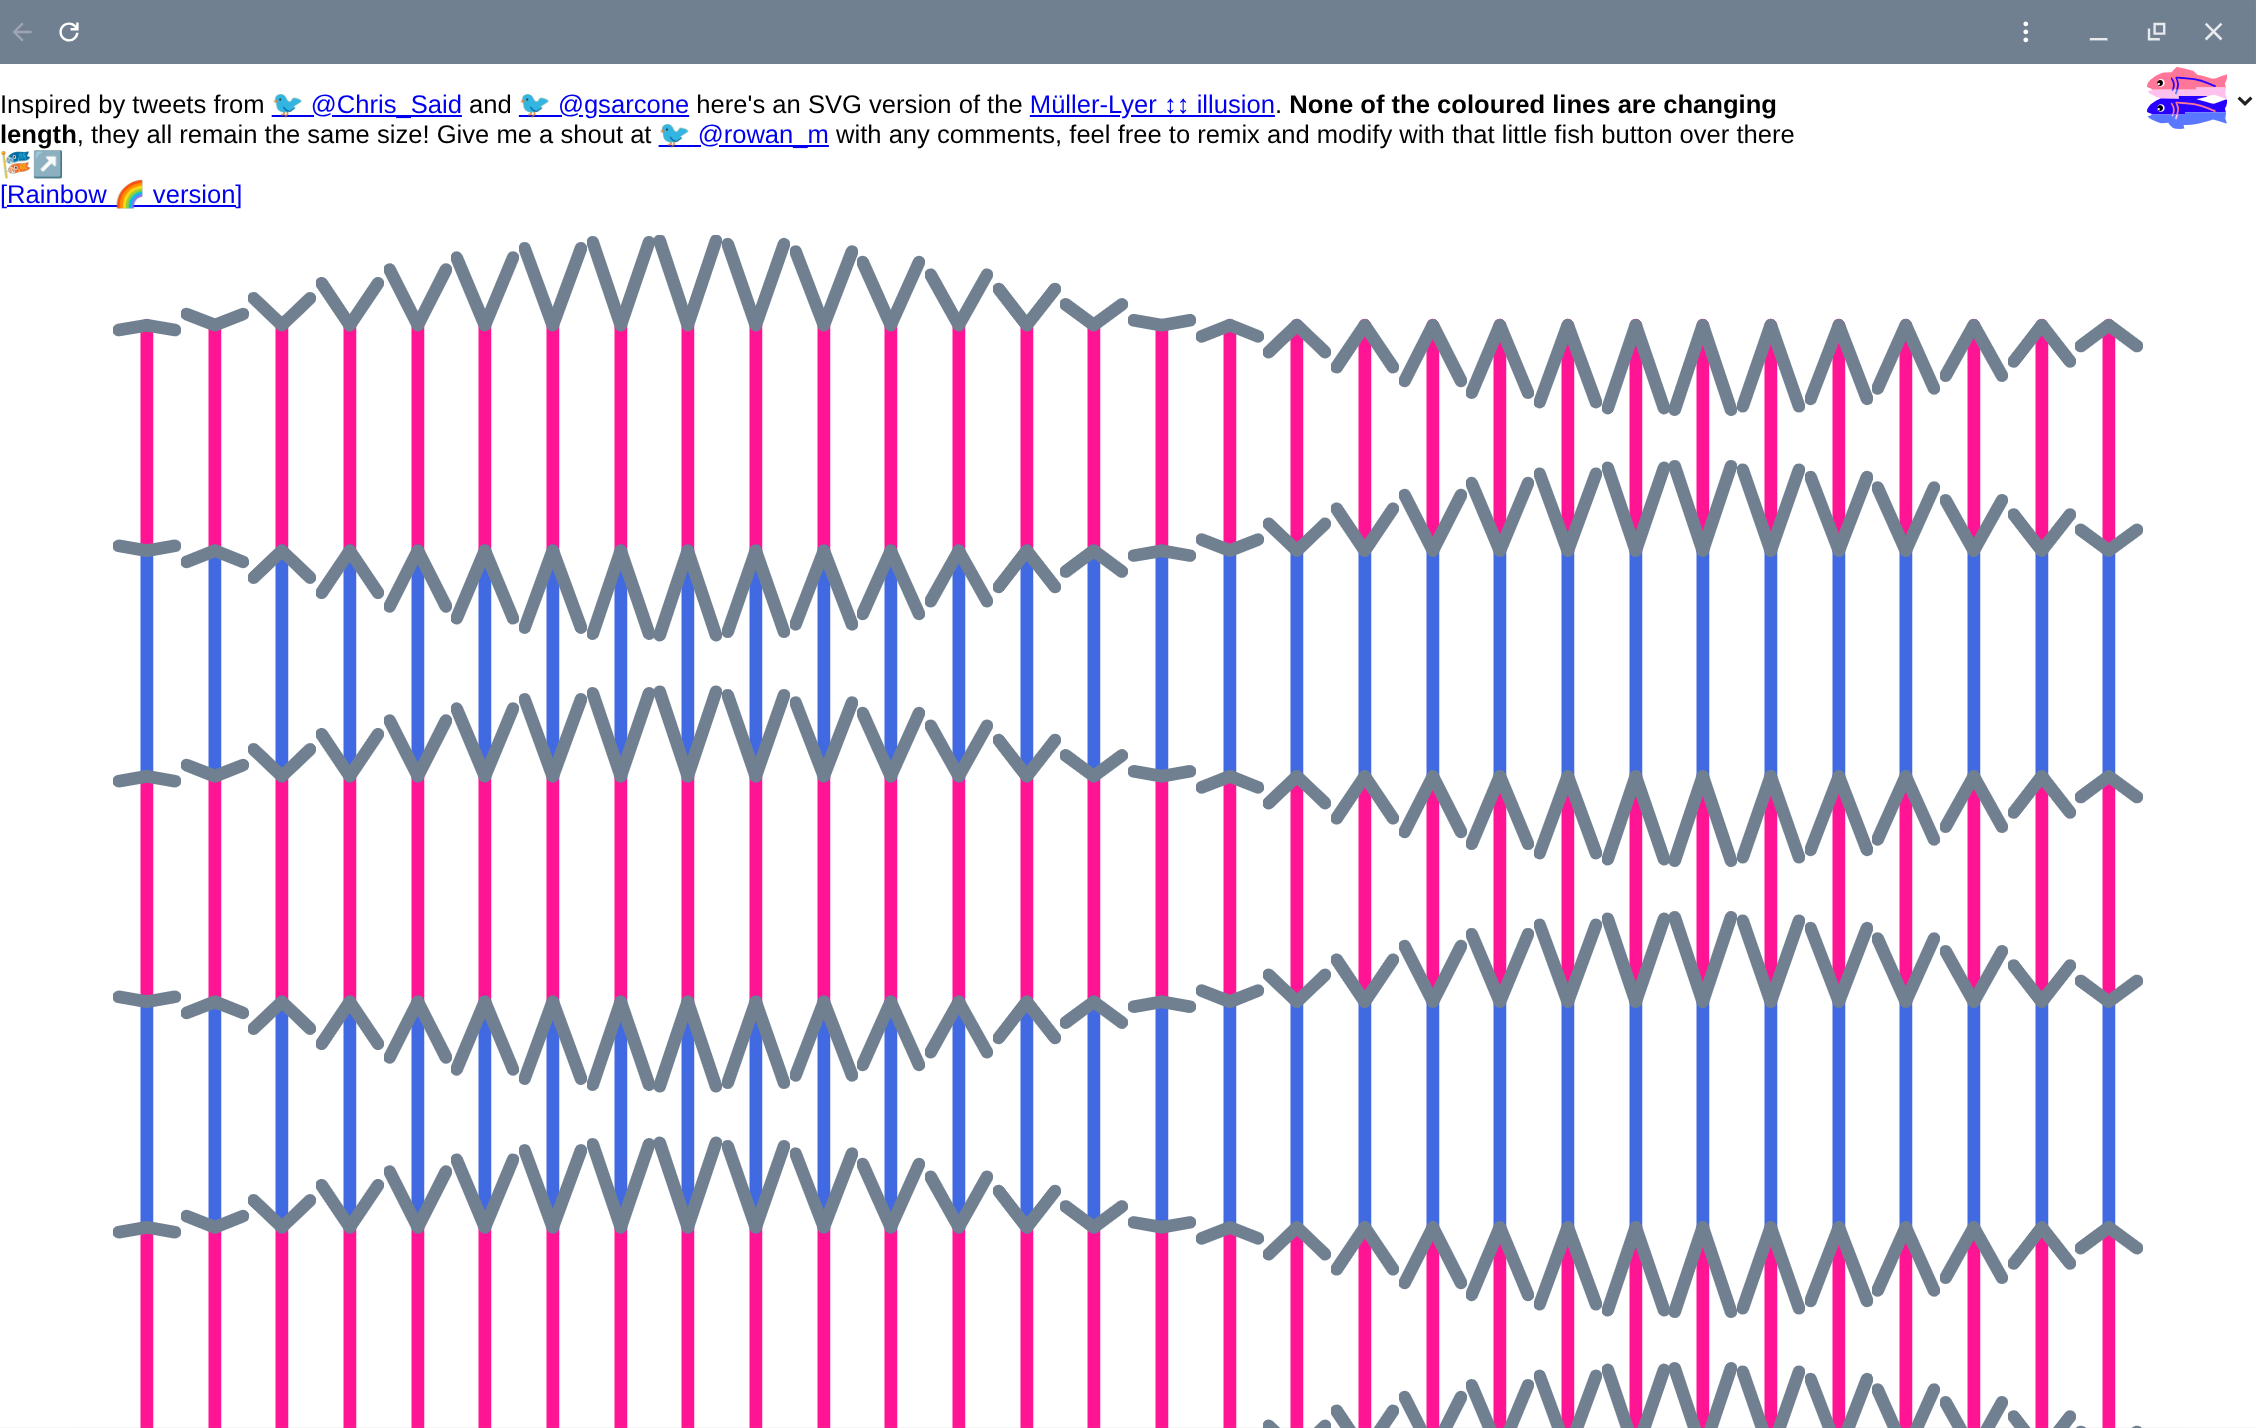 Inspired by tweets from 🐦 @Chris_Said and 🐦 @gsarcone here's an SVG version of the Müller-Lyer ↕↕ illusion. None of the coloured lines are changing
length, they all remain the same size! Give me a shout at 🐦 @rowan_m with any comments, feel free to remix and modify with that little fish button over there
🎏↗
[Rainbow 🌈 version]